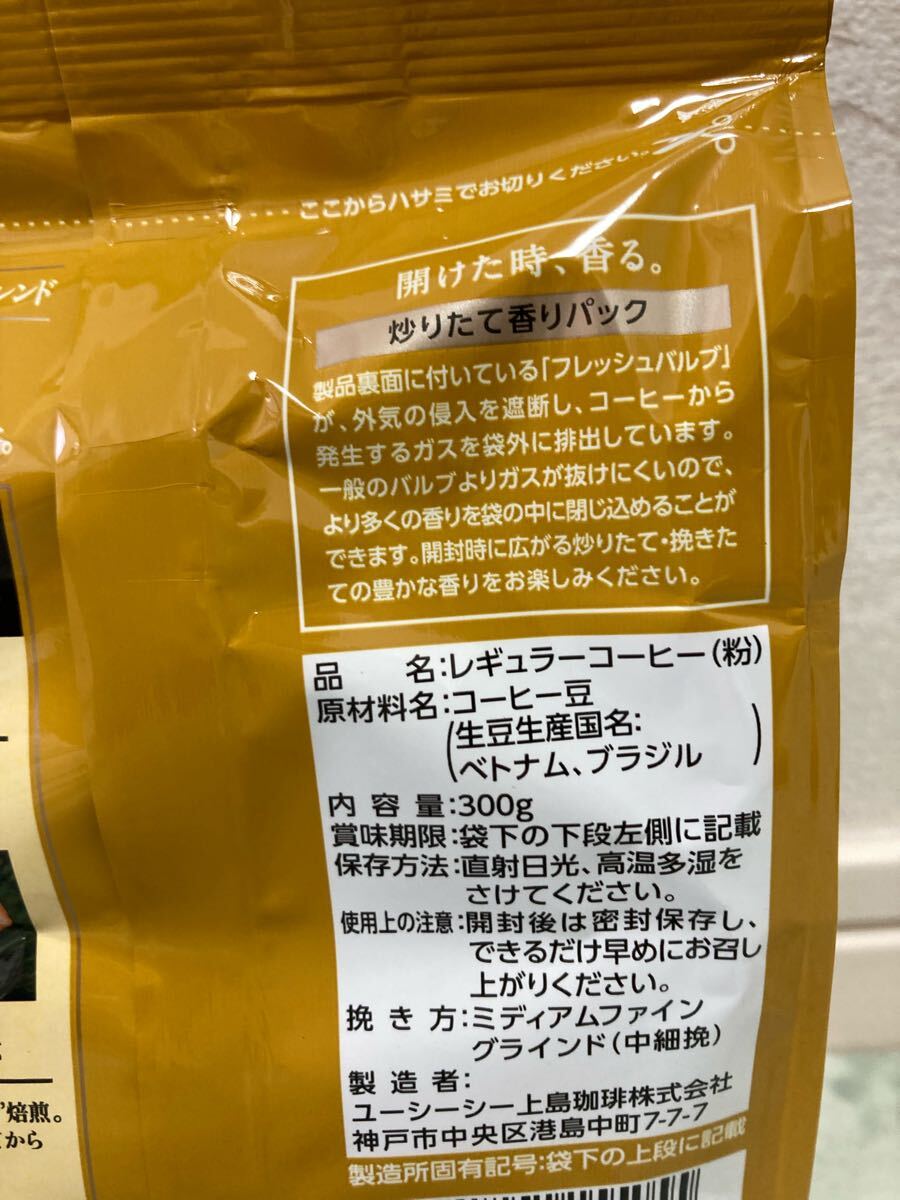 ここからハサミでお切りください。
レンド
開けた時、香る。
炒りたて香りパック
製品裏面に付いている「フレッシュバルブ」
が、外気の侵入を遮断し、コーヒーから
発生するガスを袋外に排出しています。
一般のバルブよりガスが抜けにくいので、
より多くの香りを袋の中に閉じ込めることが
できます。開封時に広がる炒りたて・挽きた
ての豊かな香りをお楽しみください。
品 名:レギュラーコーヒー(粉)
原材料名:コーヒー豆
(生豆生産国名:
ベトナム、ブラジル)
内容量:300g
賞味期限:袋下の下段左側に記載
保存方法:直射日光、高温多湿を
さけてください。
使用上の注意:開封後は密封保存し、
できるだけ早めにお召し
上がりください。
挽き方:ミディアムファイン
グラインド(中細挽)
製造者:
ユーシーシー上島珈琲株式会社
神戸市中央区港島中町7-7-7
製造所固有記号:袋下の上段に記載
焙煎。
から